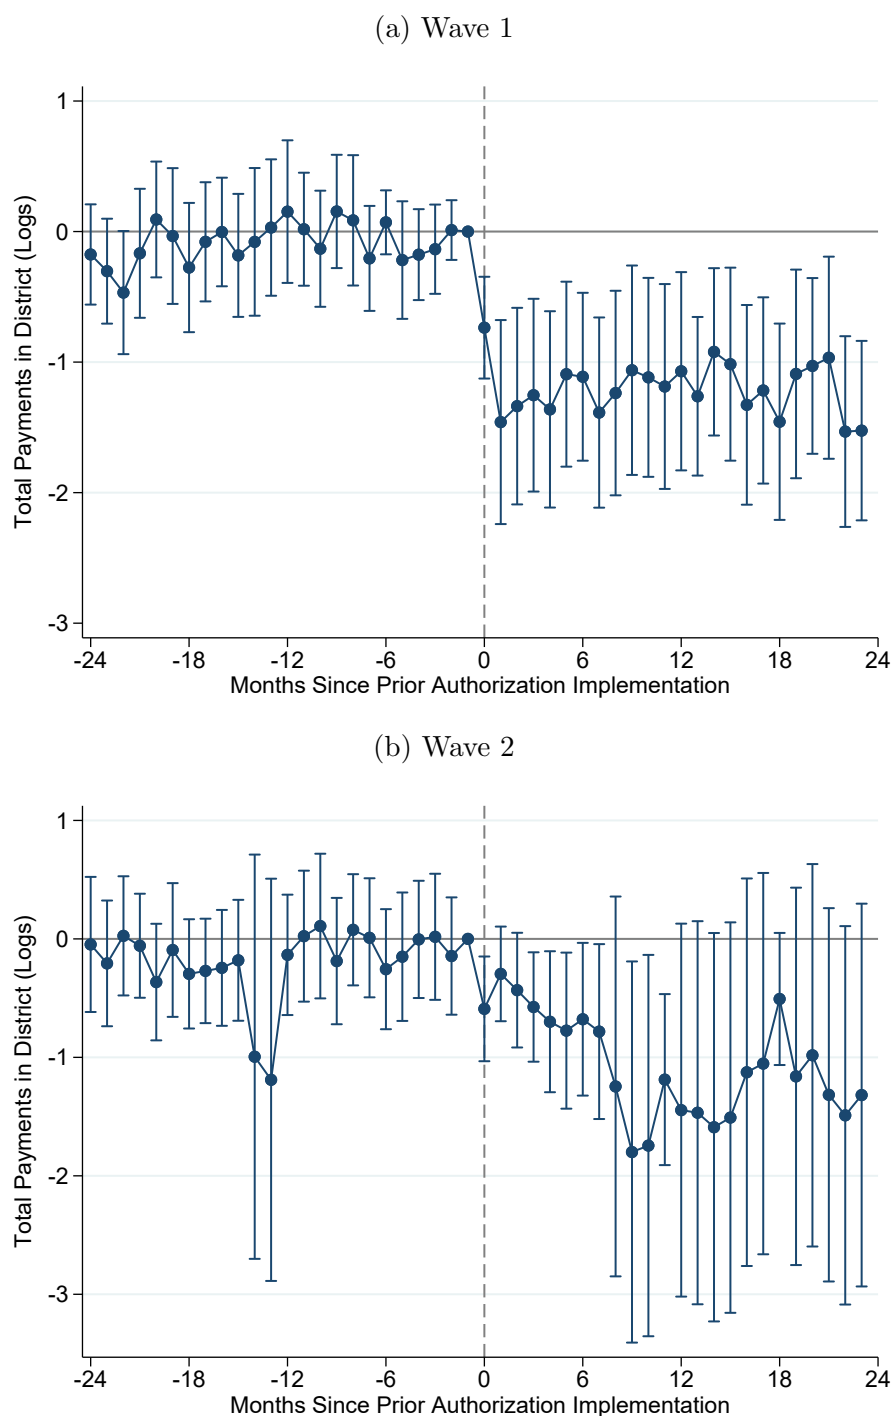 (a) Wave 1
Total Payments in District (Logs)
1
0
-1
-2
-3
-24 -18 -12 -6 0 6 12 18 24
Months Since Prior Authorization Implementation
(b) Wave 2
Total Payments in District (Logs)
1
0
-1
-2
-3
-24 -18 -12 -6 0 6 12 18 24
Months Since Prior Authorization Implementation